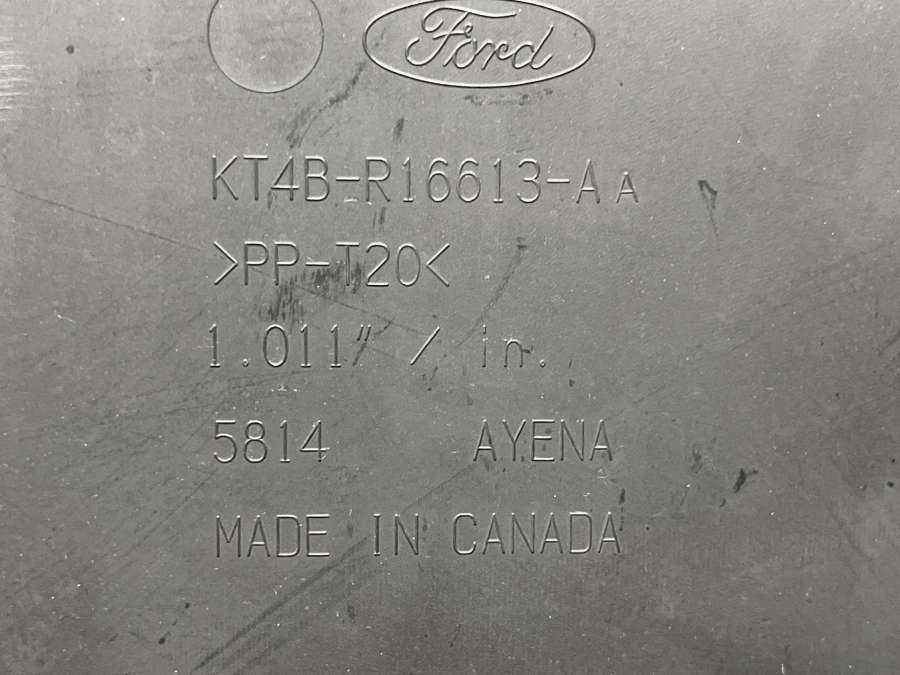 Ford
KT4B-R16613-AA
>PP-T20<
1.011" / in.
5814 AYENA
MADE IN CANADA